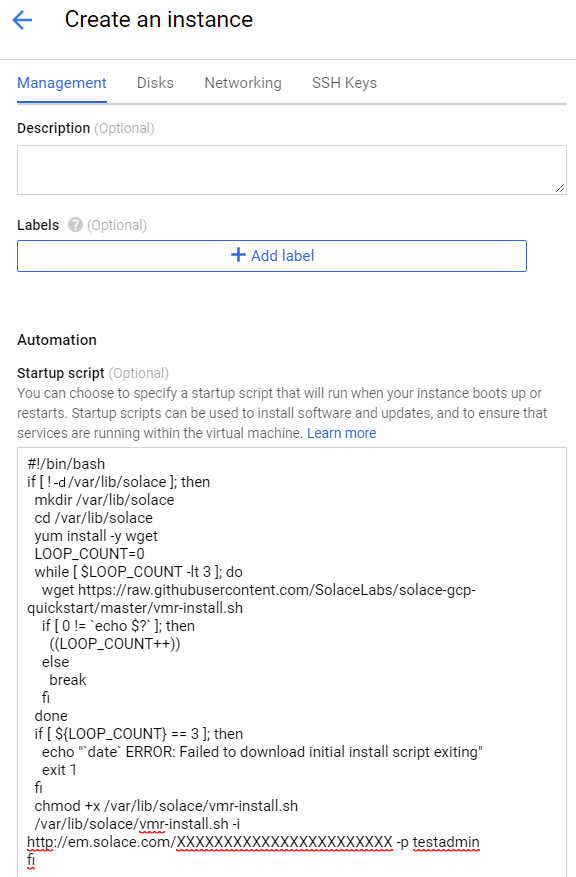 Create an instance
Management Disks Networking SSH Keys
Description (Optional)
Labels ? (Optional)
+ Add label
Automation
Startup script (Optional)
You can choose to specify a startup script that will run when your instance boots up or
restarts. Startup scripts can be used to install software and updates, and to ensure that
services are running within the virtual machine. Learn more
#!/bin/bash
if [ ! -d /var/lib/solace ]; then
mkdir /var/lib/solace
cd /var/lib/solace
yum install -y wget
LOOP_COUNT=0
while [ $LOOP_COUNT -lt 3 ]; do
wget https://raw.githubusercontent.com/SolaceLabs/solace-gcp-
quickstart/master/vmr-install.sh
if [ 0 != `echo $?` ]; then
((LOOP_COUNT++))
else
break
fi
done
if [ ${LOOP_COUNT} == 3 ]; then
echo "`date` ERROR: Failed to download initial install script exiting"
exit 1
fi
chmod +x /var/lib/solace/vmr-install.sh
/var/lib/solace/vmr-install.sh -i
http://em.solace.com/XXXXXXXXXXXXXXXXXXXXXXX -p testadmin
fi